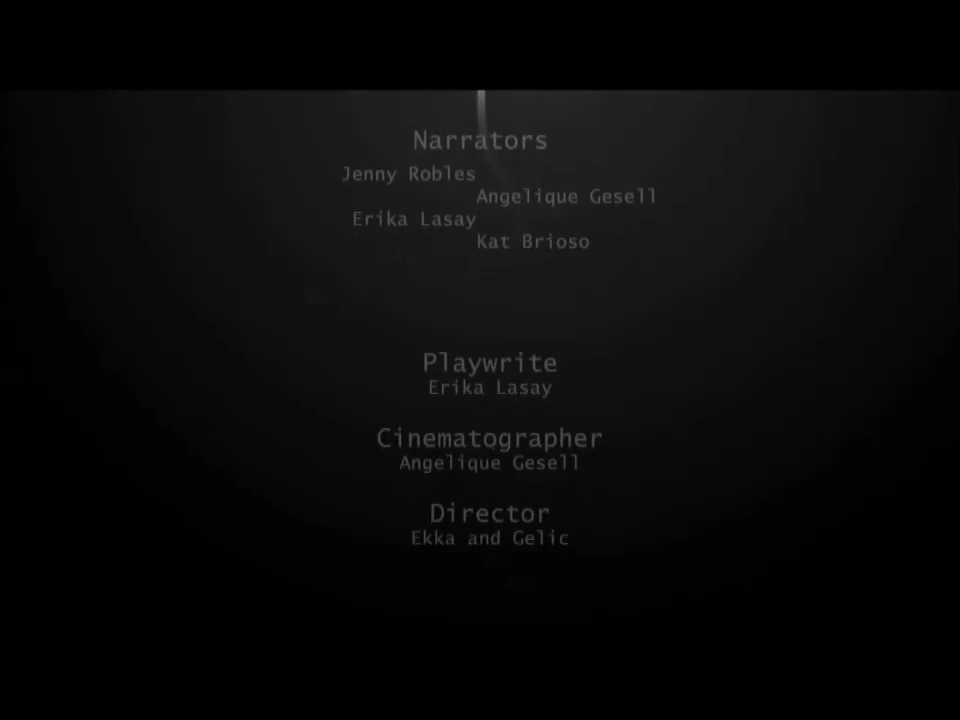 Narrators
Jenny Robles
Angelique Gesell
Erika Lasay
Kat Brioso
Playwrite
Erika Lasay
Cinematographer
Angelique Gesell
Director
Ekka and Gelic